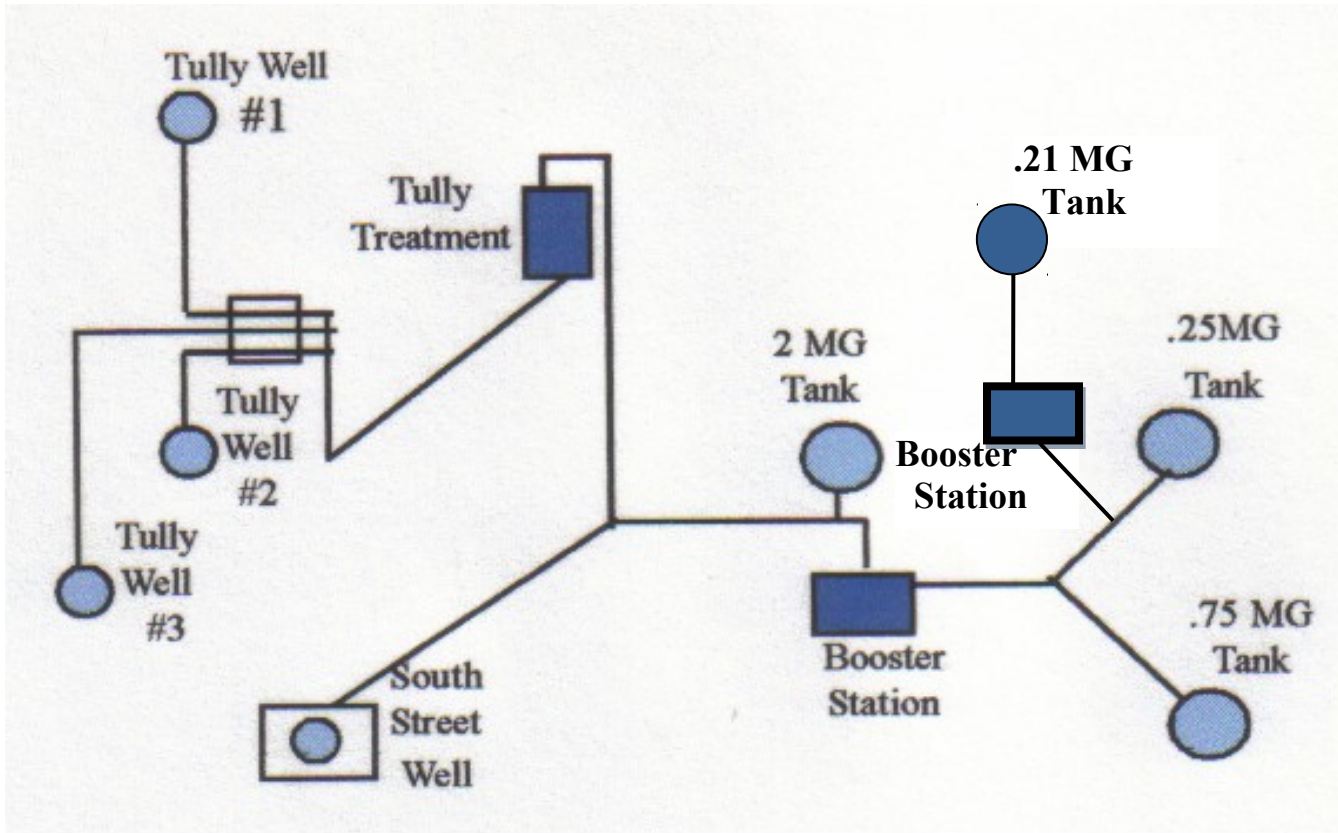 Tully Well
#1
Tully
Treatment
.21 MG
Tank
2 MG
Tank
.25MG
Tank
Tully
Well
#2
Booster
Station
Tully
Well
#3
.75 MG
Tank
South
Street
Well
Booster
Station